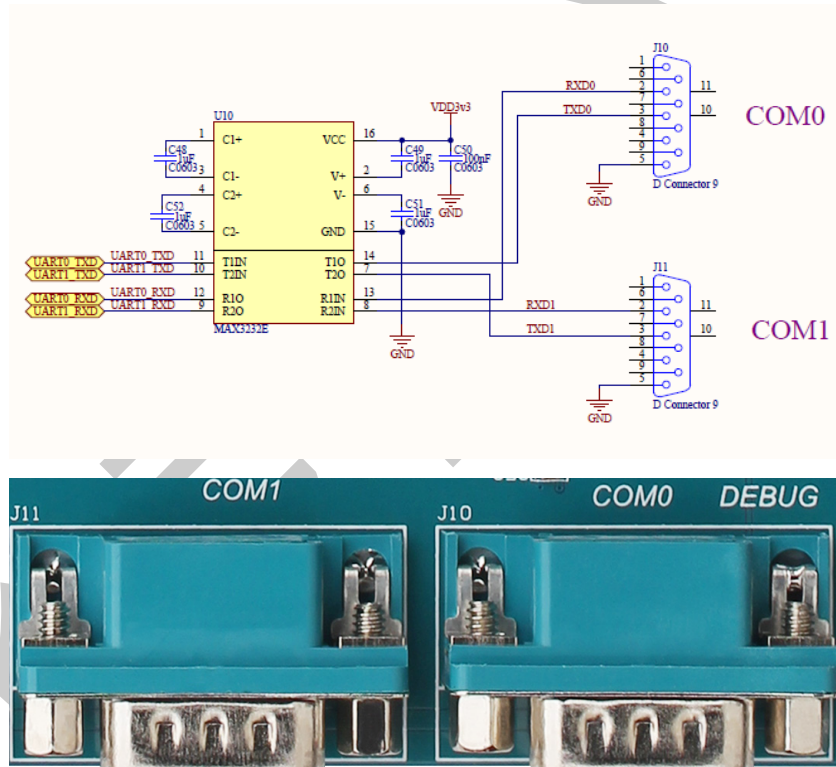 J10
1
6
2
7
3
8
4
9
5
11
10
COM0
D Connector 9
RXD0
TXD0
GND
VDD3v3
U10
1 C1+ VCC 16
C48
1uF
C0603
C49
1uF
C0603
C50
100nF
C0603
3 C1- V+ 2
4 C2+ V- 6
C52
1uF
C0603
C51
1uF
C0603
GND
5 C2- GND 15
UART0_TXD UART0_TXD 11 T1IN T1O 14
UART1_TXD UART1_TXD 10 T2IN T2O 7
UART0_RXD UART0_RXD 12 R1O R1IN 13
UART1_RXD UART1_RXD 9 R2O R2IN 8
MAX3232E
GND
RXD1
TXD1
J11
1
6
2
7
3
8
4
9
5
11
10
COM1
GND
D Connector 9
J11
COM1
J10
COM0 DEBUG